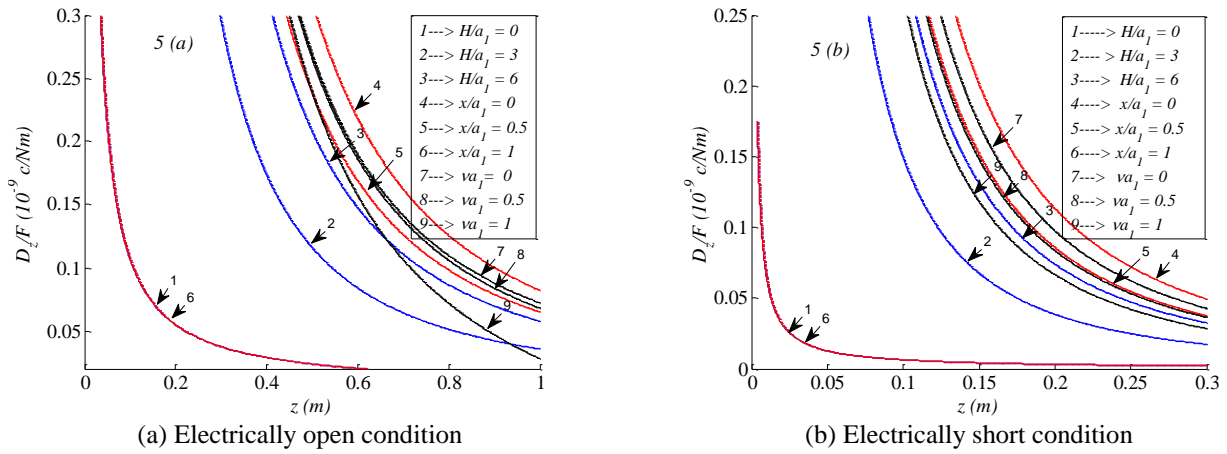 5 (a)
1---> H/a1 = 0
2---> H/a1 = 3
3---> H/a1 = 6
4---> x/a1 = 0
5---> x/a1 = 0.5
6---> x/a1 = 1
7---> va1 = 0
8---> va1 = 0.5
9---> va1 = 1
0.3
0.25
0.2
0.15
0.1
0.05
Dz/F (10-9 c/Nm)
4
3
5
2
7
8
9
1
6
0 0.2 0.4 0.6 0.8 1
z (m)
(a) Electrically open condition
5 (b)
1-----> H/a1 = 0
2----> H/a1 = 3
3----> H/a1 = 6
4----> x/a1 = 0
5----> x/a1 = 0.5
6---> x/a1 = 1
7---> va1 = 0
8---> va1 = 0.5
9---> va1 = 1
0.25
0.2
0.15
0.1
0.05
0
Dz/F (10-9 c/Nm)
7
9
8
3
2
5
4
1
6
0 0.05 0.1 0.15 0.2 0.25 0.3
z (m)
(b) Electrically short condition